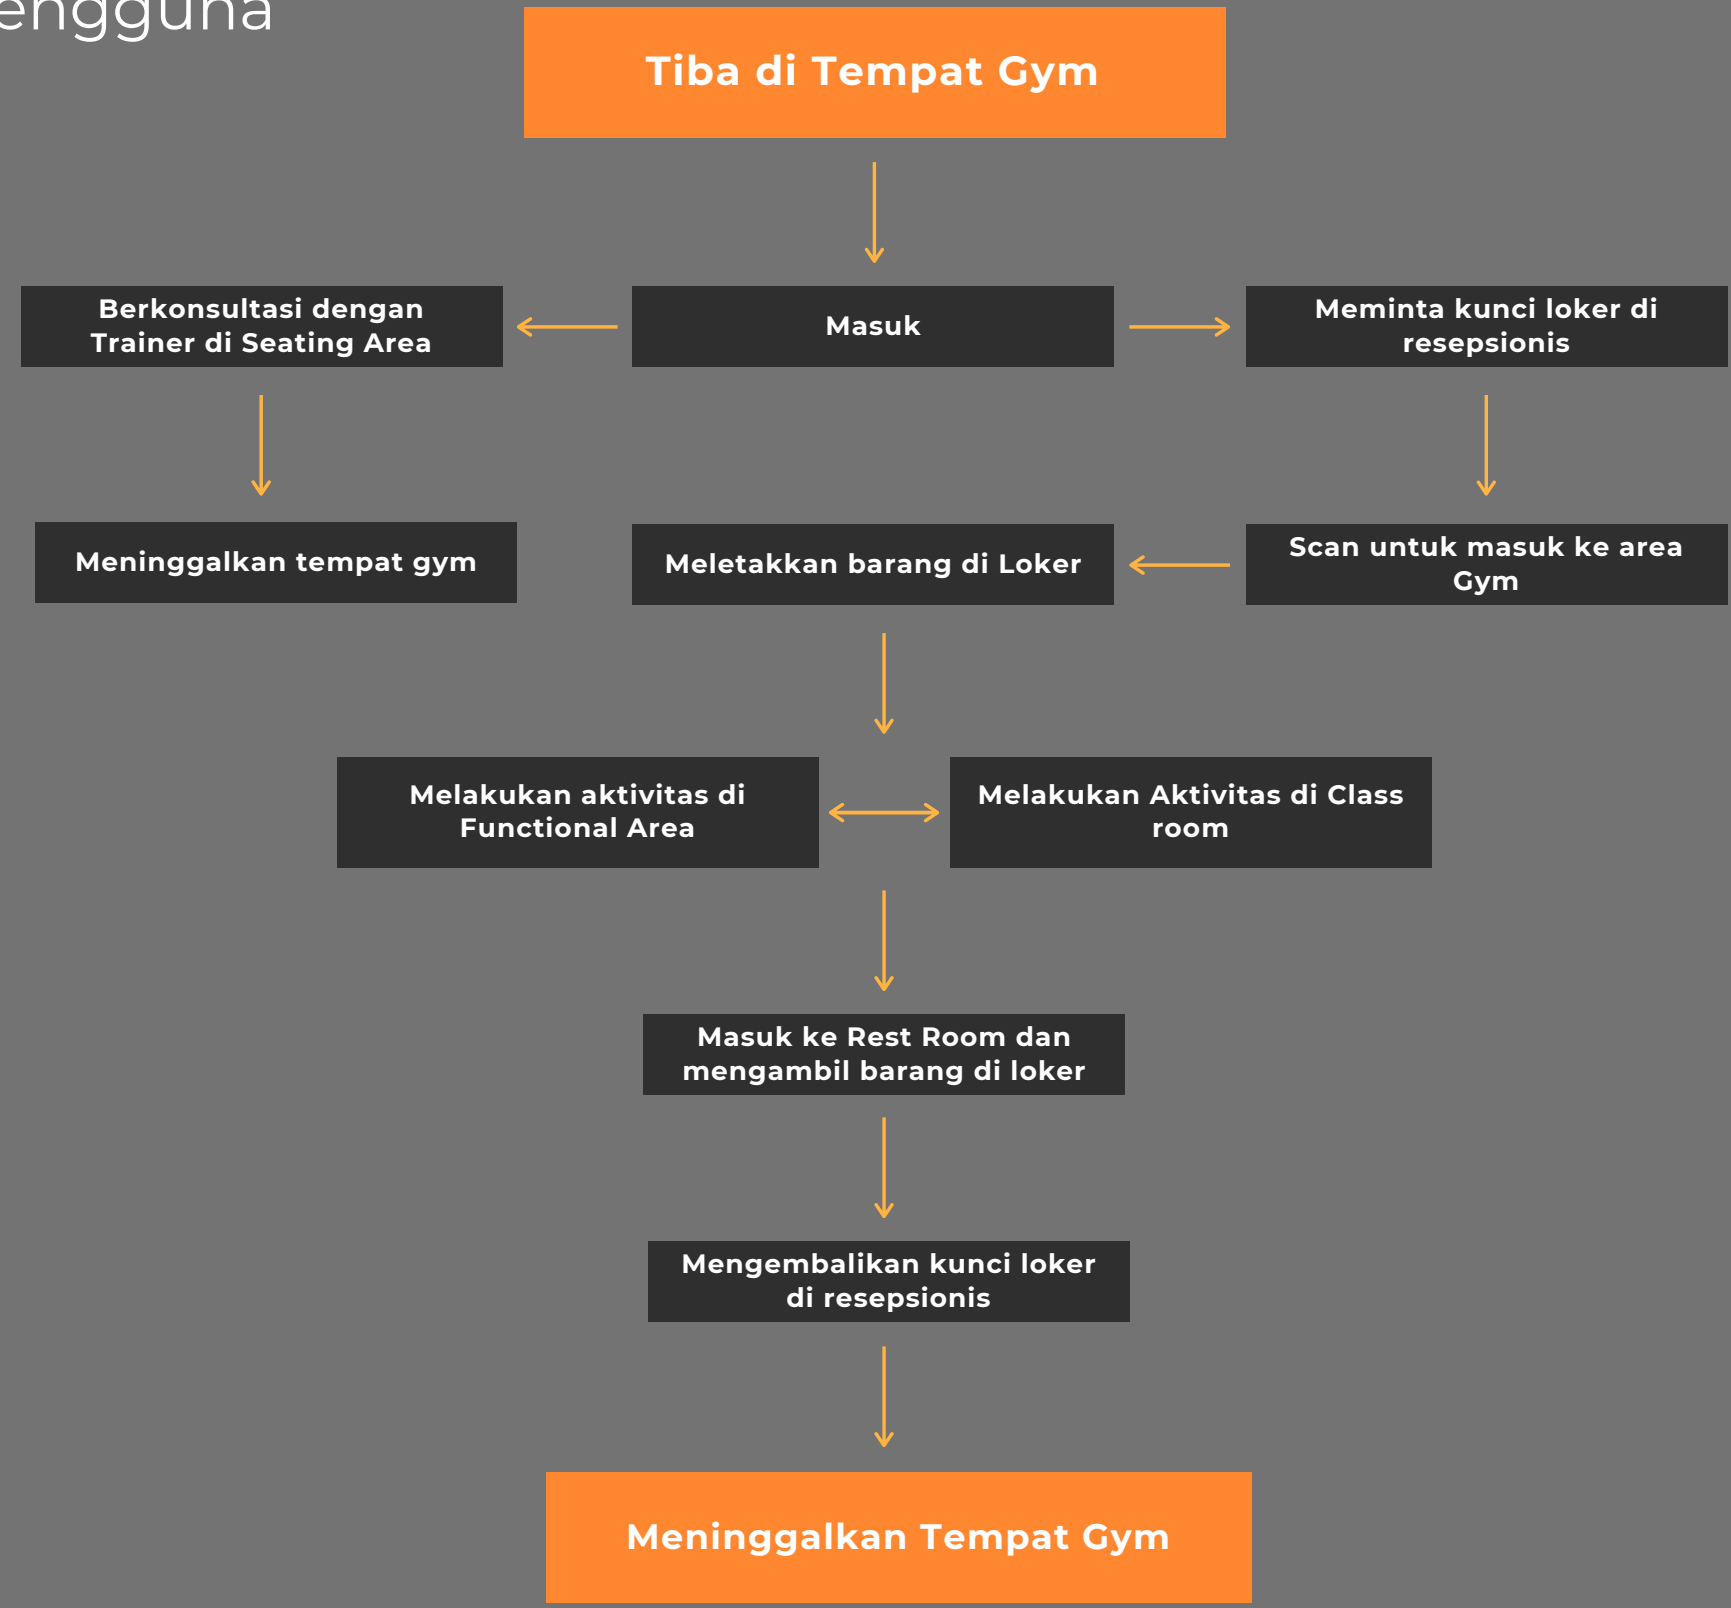 engguna
Tiba di Tempat Gym
Berkonsultasi dengan
Trainer di Seating Area
Masuk
Meminta kunci loker di
resepsionis
Meninggalkan tempat gym
Meletakkan barang di Loker
Scan untuk masuk ke area
Gym
Melakukan aktivitas di
Functional Area
Melakukan Aktivitas di Class
room
Masuk ke Rest Room dan
mengambil barang di loker
Mengembalikan kunci loker
di resepsionis
Meninggalkan Tempat Gym